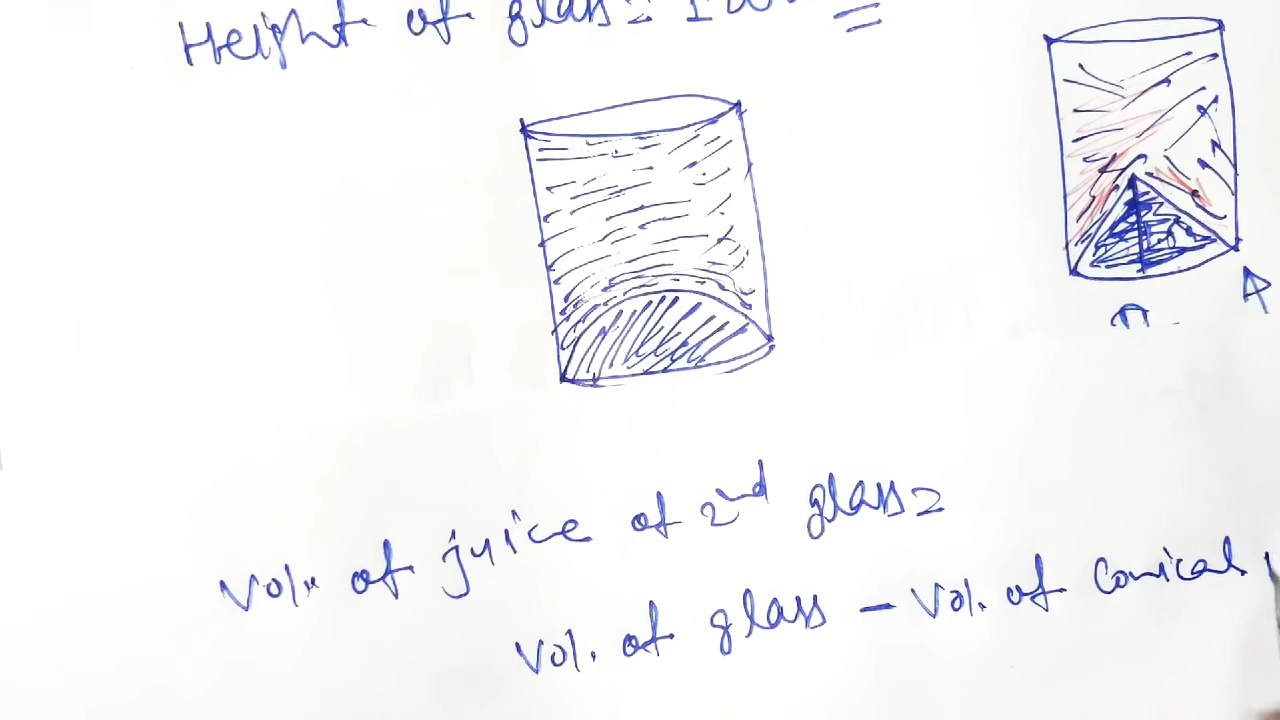 Height of glass =
Vol. of juice of 2nd glass =
Vol. of glass - Vol. of Conical